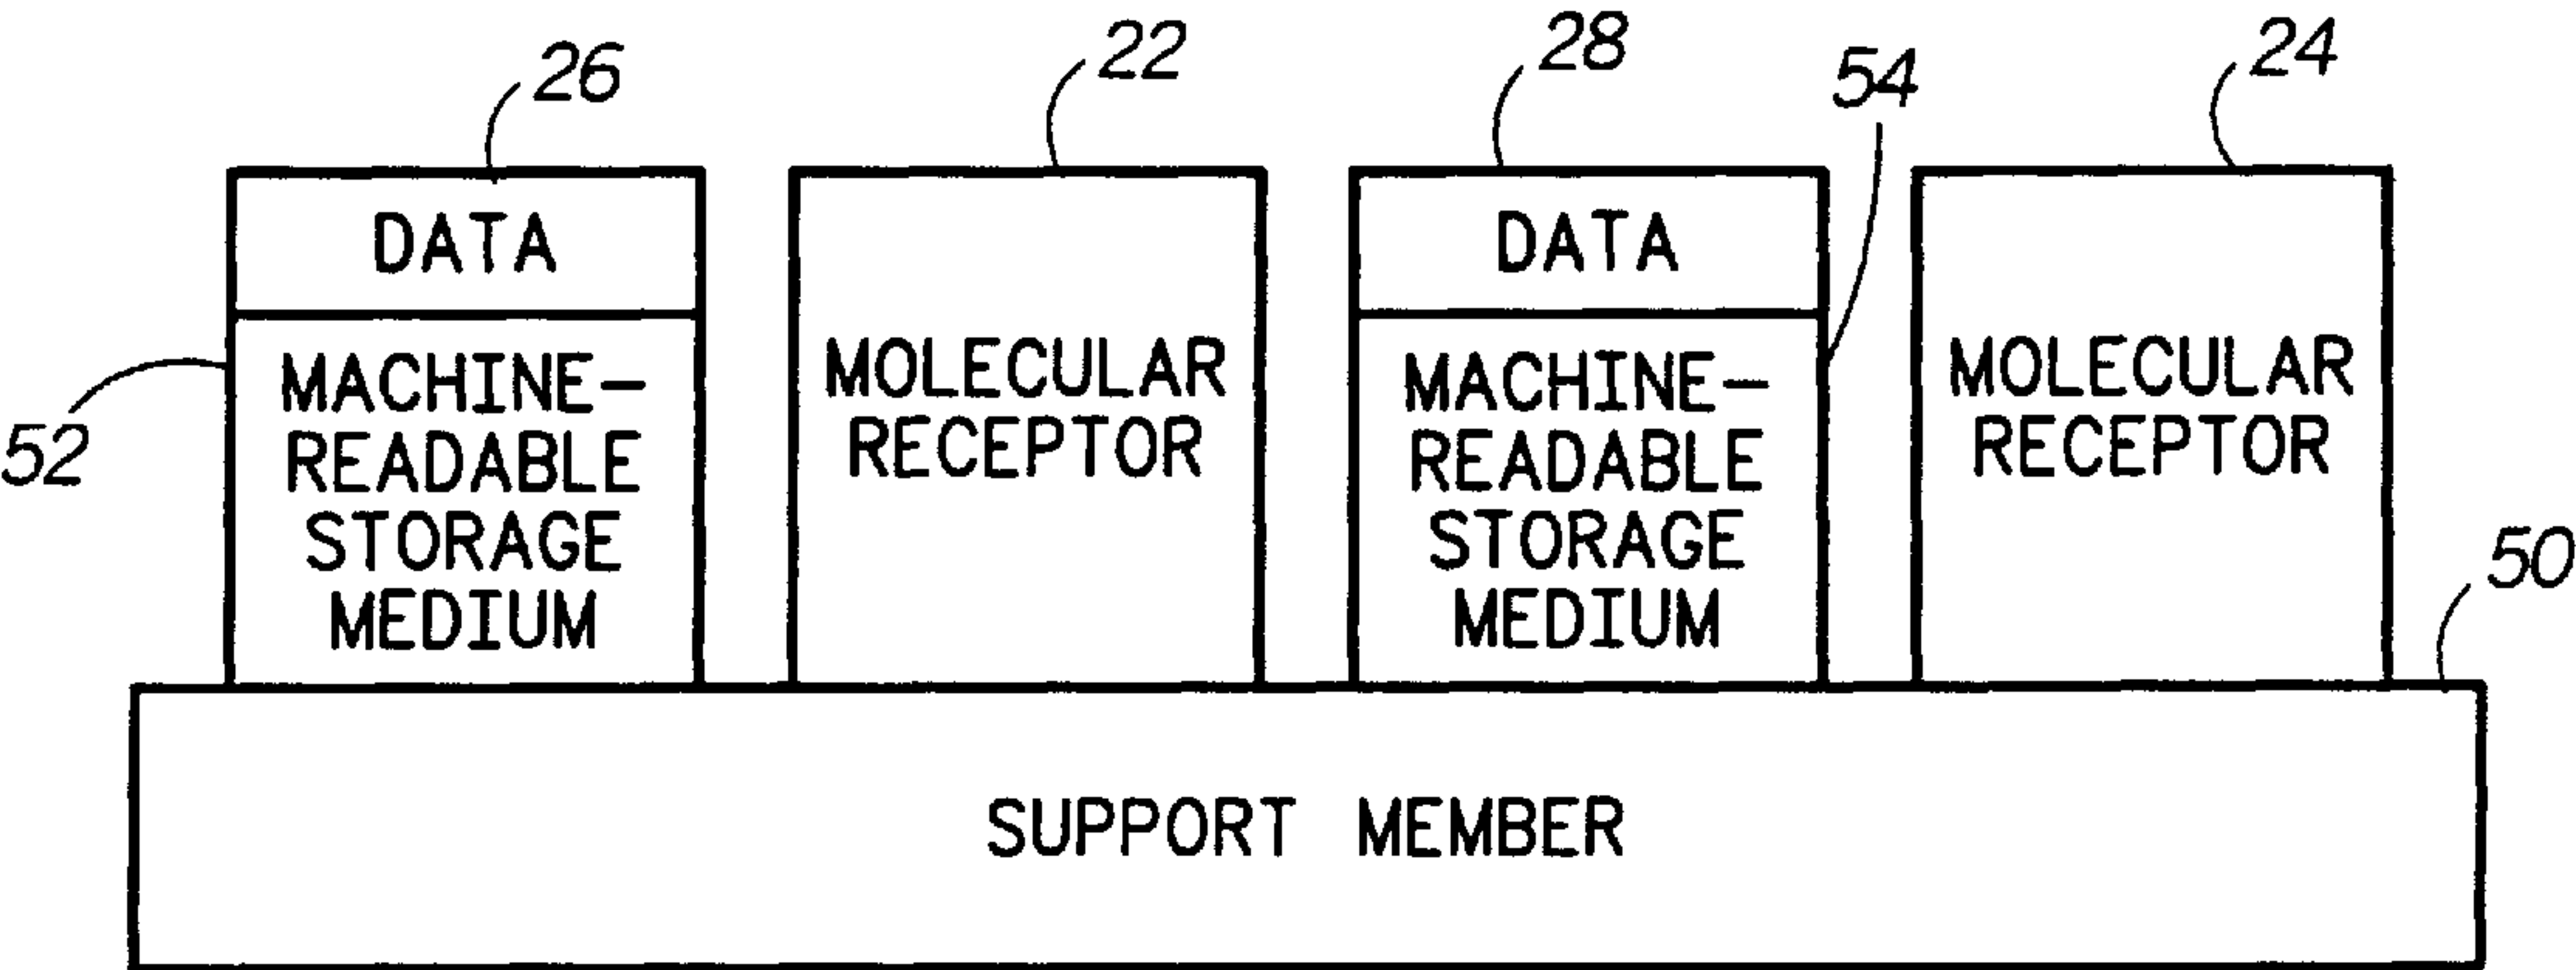 26
22
28
54
24
DATA
MACHINE-
READABLE
STORAGE
MEDIUM
MOLECULAR
RECEPTOR
DATA
MACHINE-
READABLE
STORAGE
MEDIUM
MOLECULAR
RECEPTOR
52
50
SUPPORT MEMBER